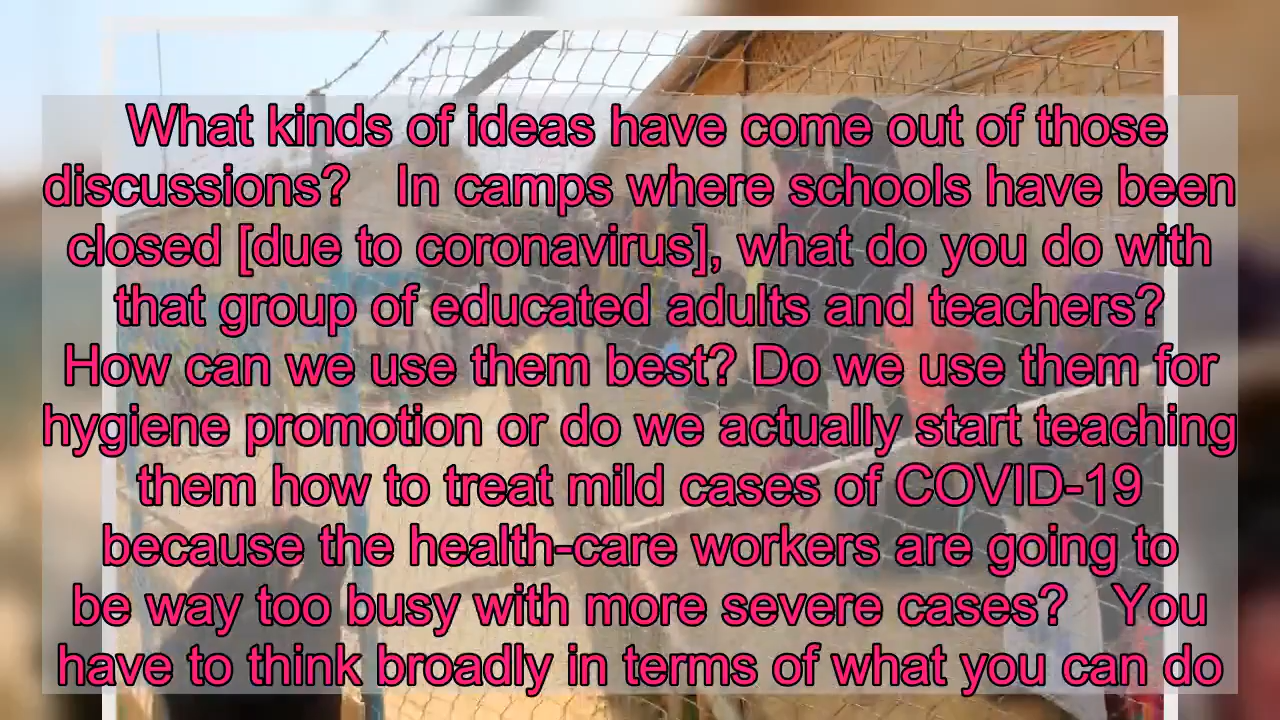 What kinds of ideas have come out of those
discussions?   In camps where schools have been
closed [due to coronavirus], what do you do with
that group of educated adults and teachers?
How can we use them best? Do we use them for
hygiene promotion or do we actually start teaching
them how to treat mild cases of COVID-19
because the health-care workers are going to
be way too busy with more severe cases?   You
have to think broadly in terms of what you can do